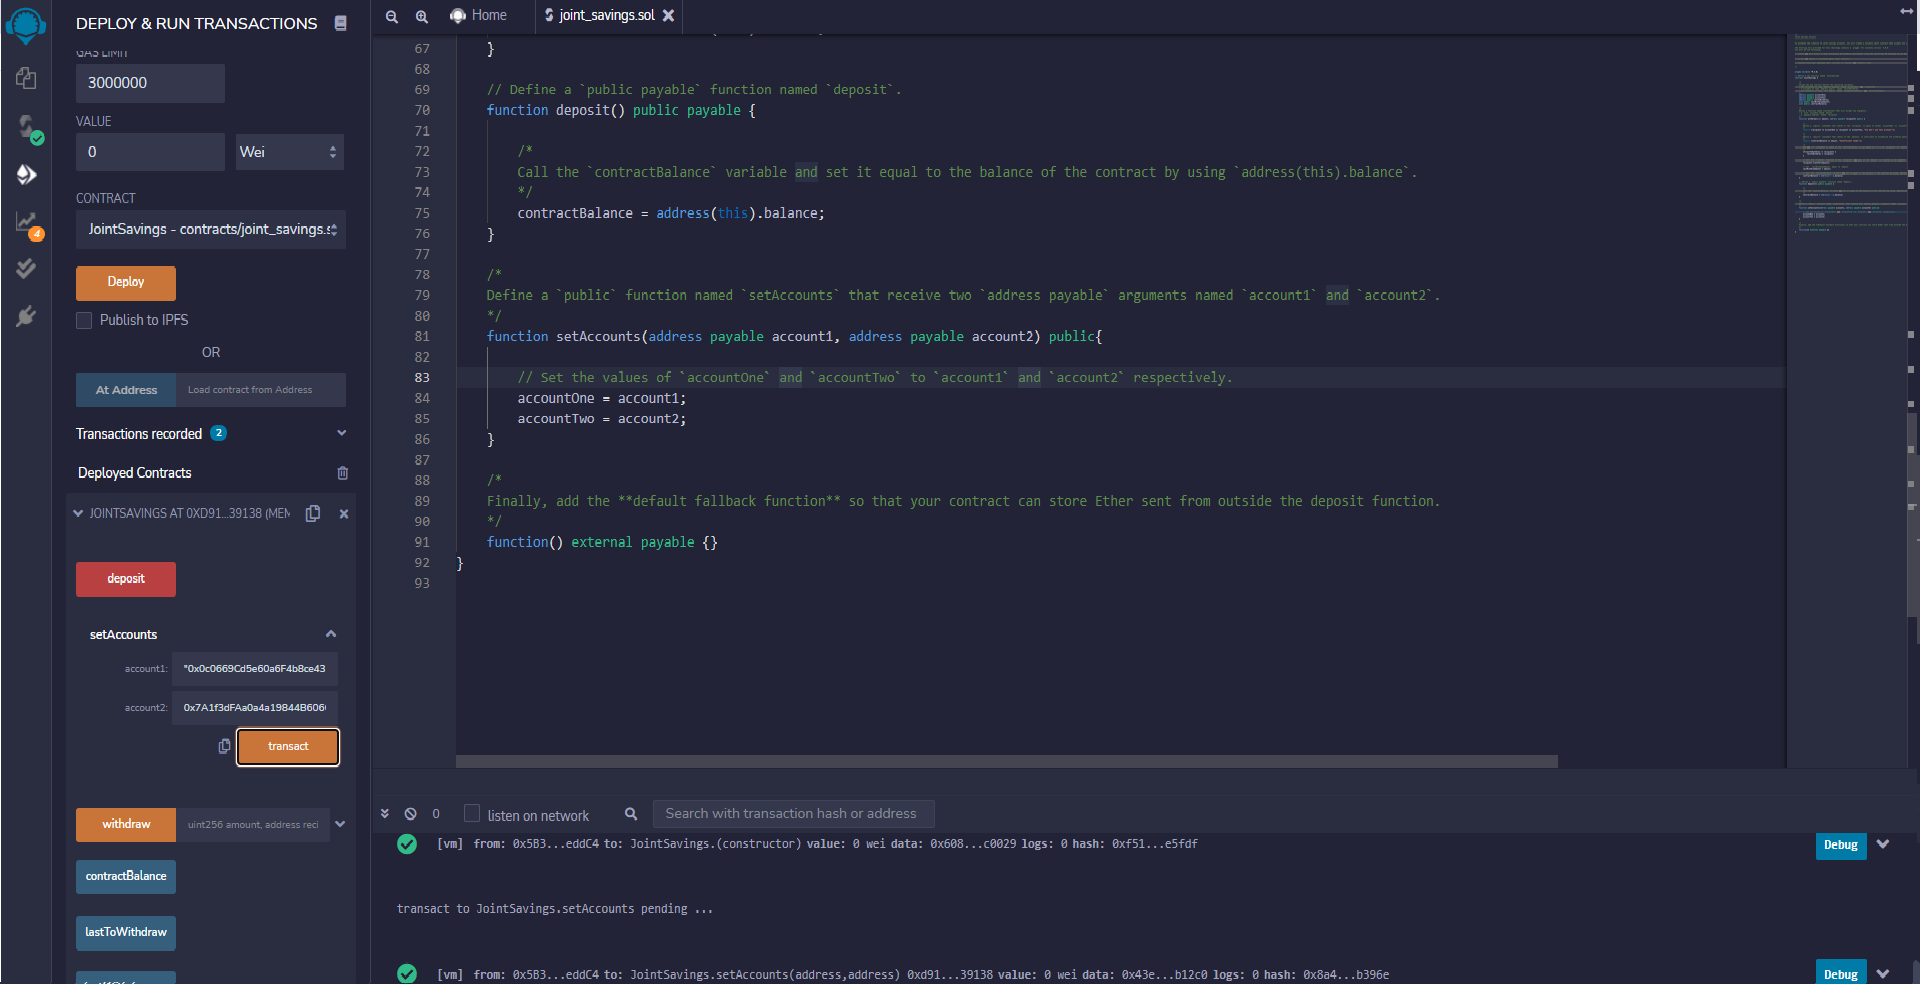 DEPLOY & RUN TRANSACTIONS
GAS LIMIT
3000000
VALUE
0
Wei
CONTRACT
JointSavings - contracts/joint_savings.s
Deploy
Publish to IPFS
OR
At Address
Load contract from Address
Transactions recorded 2
Deployed Contracts
JOINTSAVINGS AT 0XD91...39138 (MEM
deposit
setAccounts
account1: "0x0c0669Cd5e60a6F4b8ce43
account2: 0x7A1f3dFAa0a4a19844B606
transact
withdraw
uint256 amount, address reci
contractBalance
lastToWithdraw
4
Home
joint_savings.sol
67 }
68
69 // Define a `public payable` function named `deposit`.
70 function deposit() public payable {
71
72 /*
73 Call the `contractBalance` variable and set it equal to the balance of the contract by using `address(this).balance`.
74 */
75 contractBalance = address(this).balance;
76 }
77
78 /*
79 Define a `public` function named `setAccounts` that receive two `address payable` arguments named `account1` and `account2`.
80 */
81 function setAccounts(address payable account1, address payable account2) public{
82
83 // Set the values of `accountOne` and `accountTwo` to `account1` and `account2` respectively.
84 accountOne = account1;
85 accountTwo = account2;
86 }
87
88 /*
89 Finally, add the **default fallback function** so that your contract can store Ether sent from outside the deposit function.
90 */
91 function() external payable {}
92 }
93
0
listen on network
Search with transaction hash or address
[vm] from: 0x5B3...eddC4 to: JointSavings.(constructor) value: 0 wei data: 0x608...c0029 logs: 0 hash: 0xf51...e5fdf
Debug
transact to JointSavings.setAccounts pending ...
[vm] from: 0x5B3...eddC4 to: JointSavings.setAccounts(address,address) 0xd91...39138 value: 0 wei data: 0x43e...b12c0 logs: 0 hash: 0x8a4...b396e
Debug